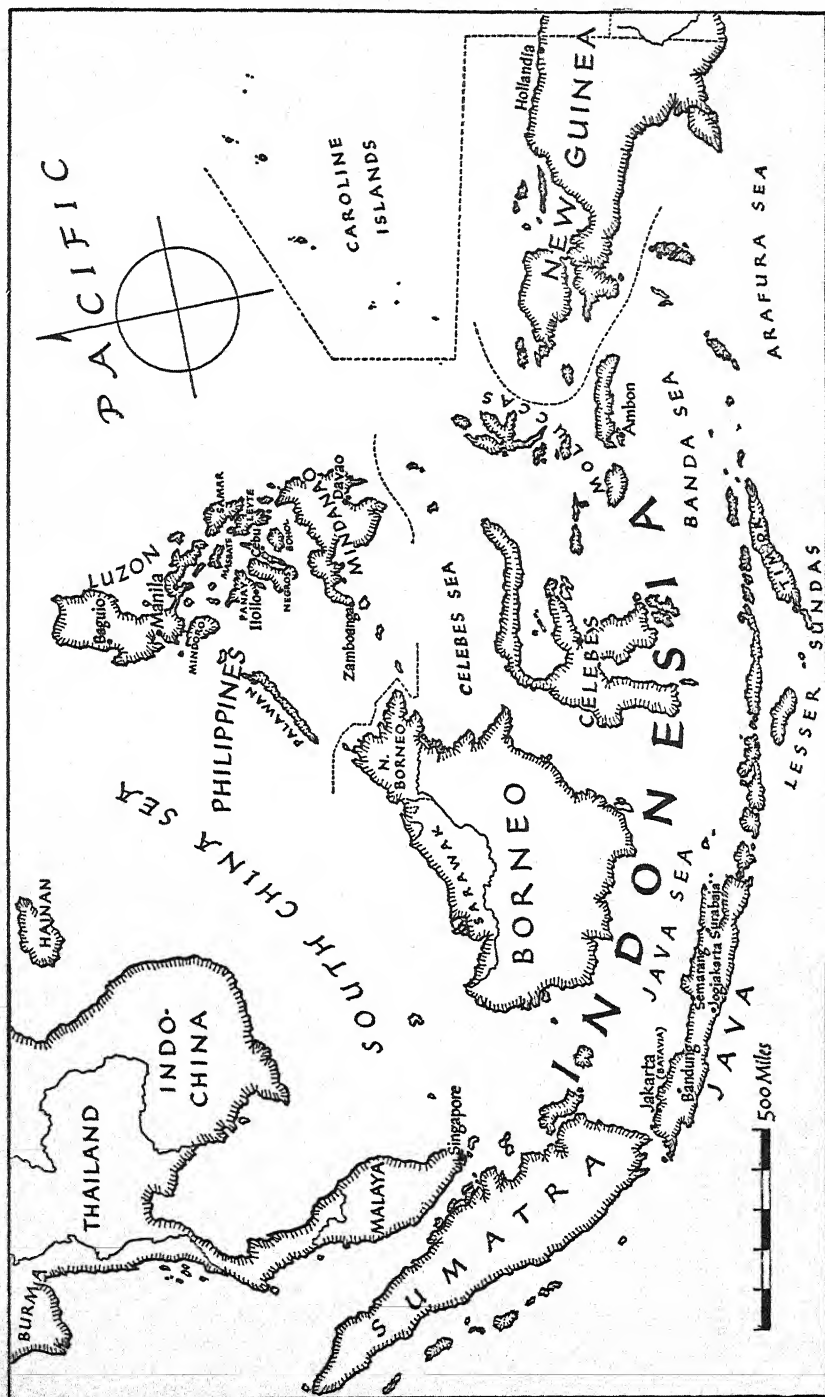 PACIFIC
BURMA
THAILAND
INDO-
CHINA
HAINAN
SOUTH CHINA SEA
PHILIPPINES
LUZON
Baguio
Manila
MINDORO
MASBATE
SAMAR
PANAY
Iloilo
Cebu
LEYTE
NEGROS
BOHOL
PALAWAN
MINDANAO
Davao
Zamboanga
CAROLINE
ISLANDS
MALAYA
Singapore
SUMATRA
N.
BORNEO
SARAWAK
BORNEO
CELEBES SEA
CELEBES
MOLUCCAS
Ambon
NEW GUINEA
Hollandia
INDONESIA
JAVA SEA
BANDA SEA
ARAFURA SEA
Jakarta
(BATAVIA)
Bandung
Semarang
Jogjakarta
Surabaja
JAVA
TIMOR
LESSER SUNDAS
500 Miles